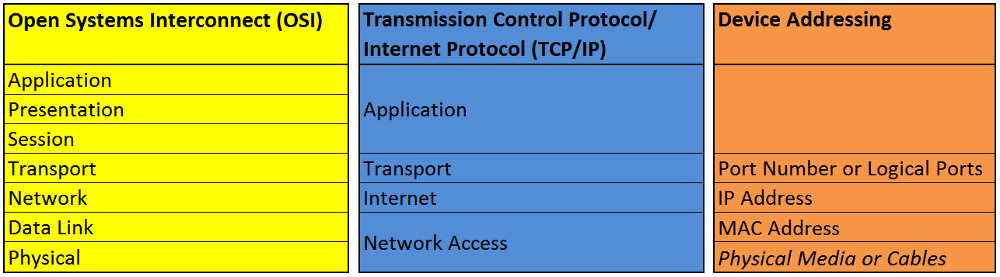 Open Systems Interconnect (OSI)
Application
Presentation
Session
Transport
Network
Data Link
Physical
Transmission Control Protocol/
Internet Protocol (TCP/IP)
Application
Transport
Internet
Network Access
Device Addressing
Port Number or Logical Ports
IP Address
MAC Address
Physical Media or Cables